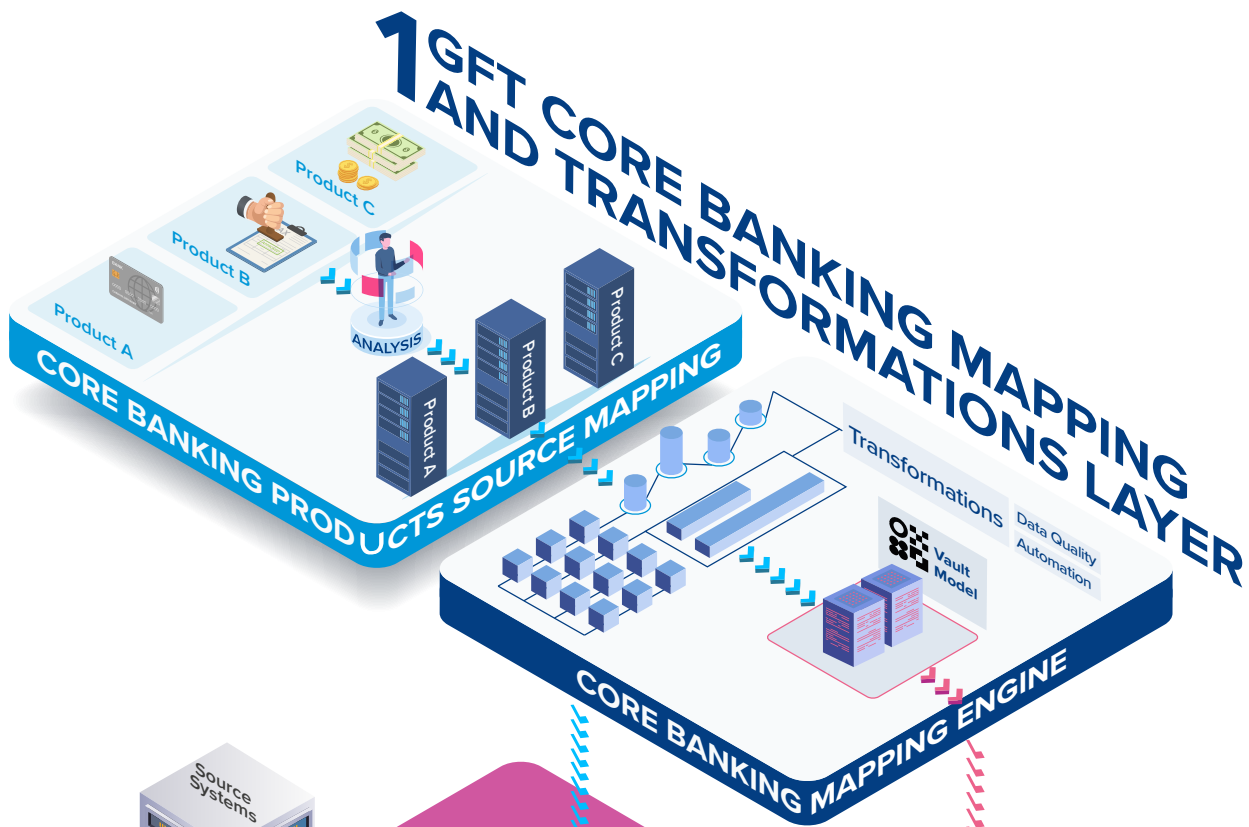 1 GFT CORE BANKING MAPPING
AND TRANSFORMATIONS LAYER
Product C
Product B
Product A
ANALYSIS
Product C
Product B
Product A
CORE BANKING PRODUCTS SOURCE MAPPING
Transformations
Data Quality
Automation
Vault
Model
CORE BANKING MAPPING ENGINE
Source
Systems